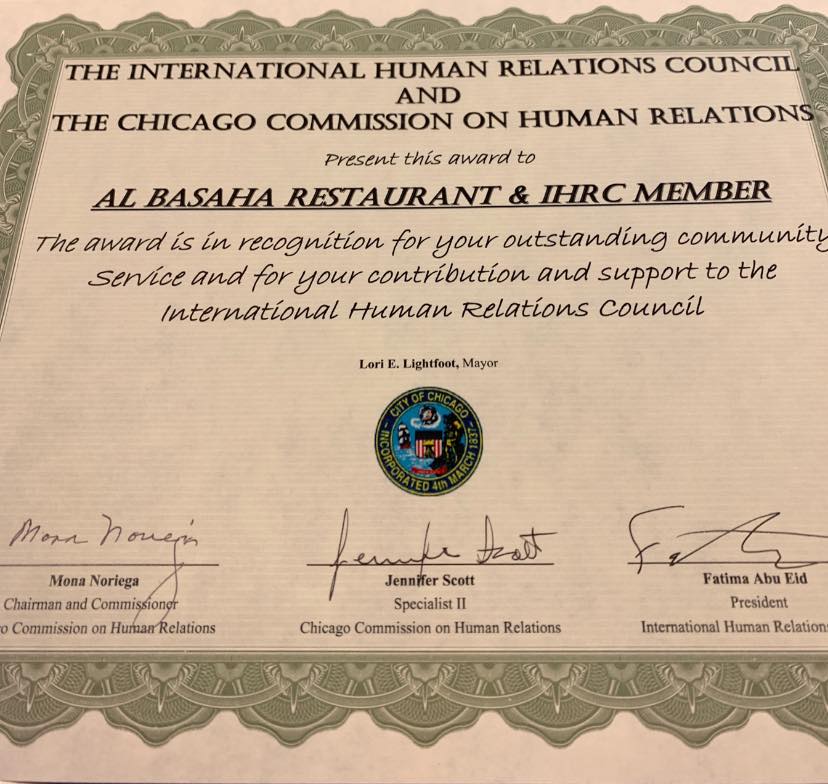 THE INTERNATIONAL HUMAN RELATIONS COUNCIL
AND
THE CHICAGO COMMISSION ON HUMAN RELATIONS
Present this award to
AL BASAHA RESTAURANT & IHRC MEMBER
The award is in recognition for your outstanding community
Service and for your contribution and support to the
International Human Relations Council
Lori E. Lightfoot, Mayor
CITY OF CHICAGO
INCORPORATED 4th MARCH 1837
Mona Noriega Jennifer Scott
Mona Noriega Jennifer Scott Fatima Abu Eid
Chairman and Commissioner Specialist II President
o Commission on Human Relations Chicago Commission on Human Relations International Human Relations